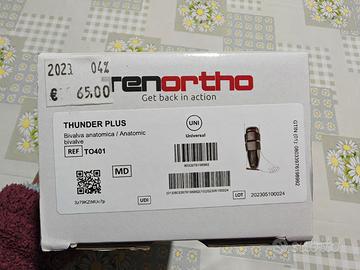 2023 04%
€ 65.00
renortho
Get back in action
THUNDER PLUS
Bivalva anatomica / Anatomic
bivalve
REF TO401
MD
UNI
Universal
UDI
LOT 202305100024